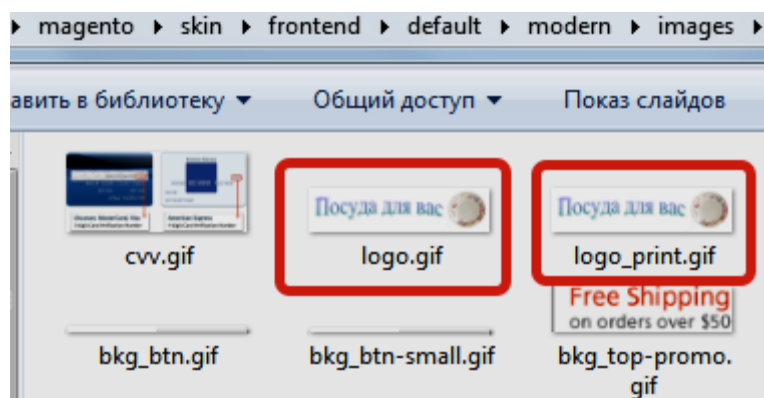 magento ▸ skin ▸ frontend ▸ default ▸ modern ▸ images ▸
авить в библиотеку ▼ Общий доступ ▼ Показ слайдов
Посуда для вас Посуда для вас
cvv.gif logo.gif logo_print.gif
Free Shipping
on orders over $50
bkg_btn.gif bkg_btn-small.gif bkg_top-promo.
gif